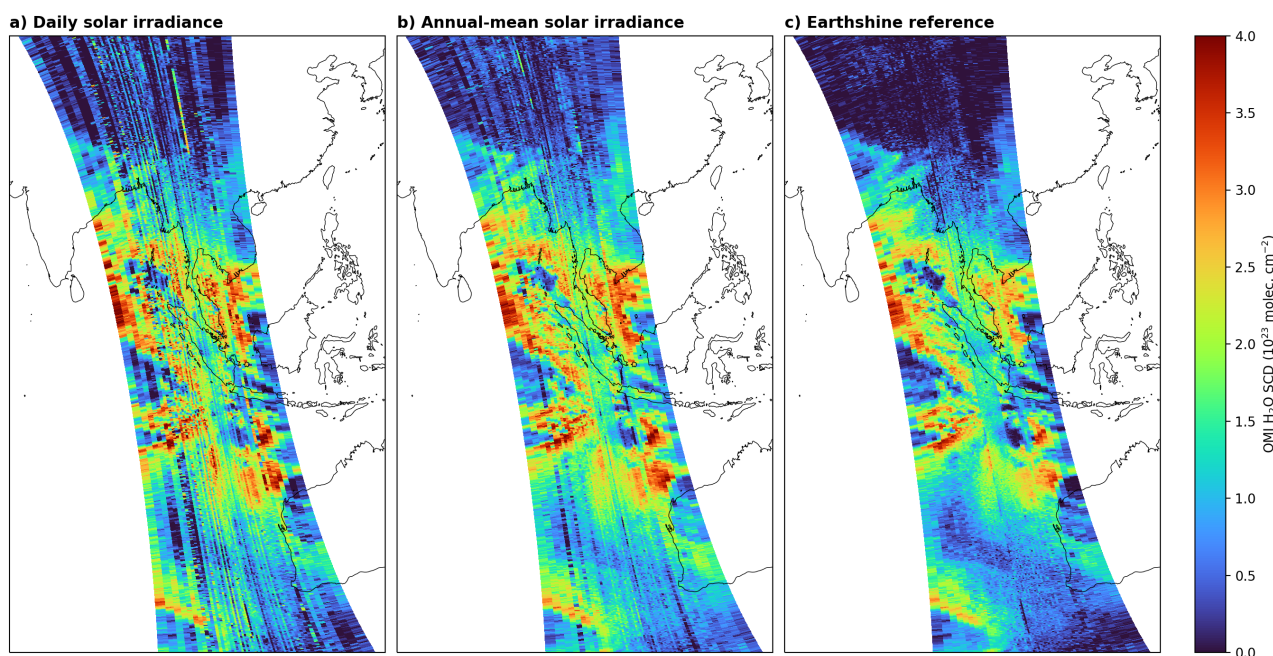 a) Daily solar irradiance
b) Annual-mean solar irradiance
c) Earthshine reference
4.0
3.5
3.0
2.5
2.0
1.5
1.0
0.5
0.0
OMI H₂O SCD (10²³ molec. cm⁻²)